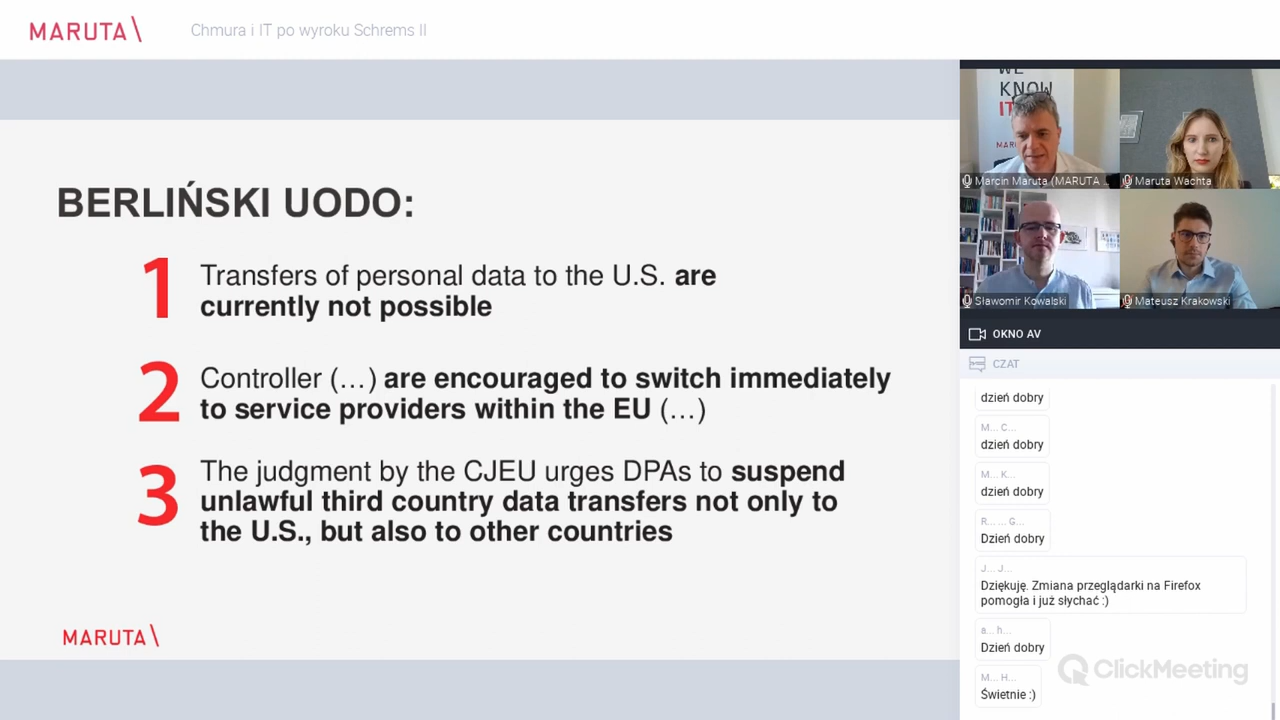 MARUTA\
Chmura i IT po wyroku Schrems II
BERLIŃSKI UODO:
1
Transfers of personal data to the U.S. are
currently not possible
2
Controller (…) are encouraged to switch immediately
to service providers within the EU (…)
3
The judgment by the CJEU urges DPAs to suspend
unlawful third country data transfers not only to
the U.S., but also to other countries
MARUTA\
WE
KNOW
IT
MAR
Marcin Maruta (MARUTA ...
Maruta Wachta
Sławomir Kowalski
Mateusz Krakowski
OKNO AV
CZAT
dzień dobry
M... C...
dzień dobry
M... K...
dzień dobry
R... ... G...
Dzień dobry
J... J...
Dziękuję. Zmiana przeglądarki na Firefox
pomogła i już słychać :)
a... h...
Dzień dobry
M... H...
Świetnie :)
ClickMeeting